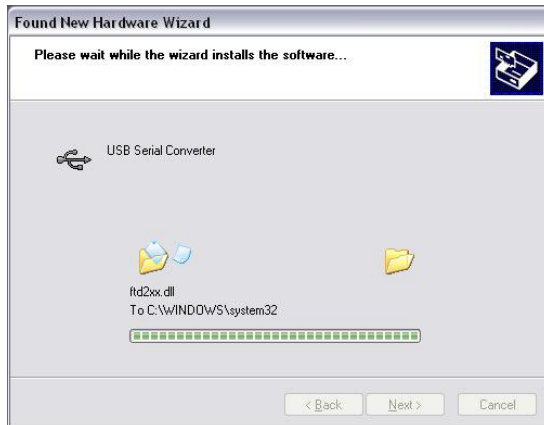 Found New Hardware Wizard
Please wait while the wizard installs the software...
USB Serial Converter
ftd2xx.dll
To C:\WINDOWS\system32
< Back
Next >
Cancel